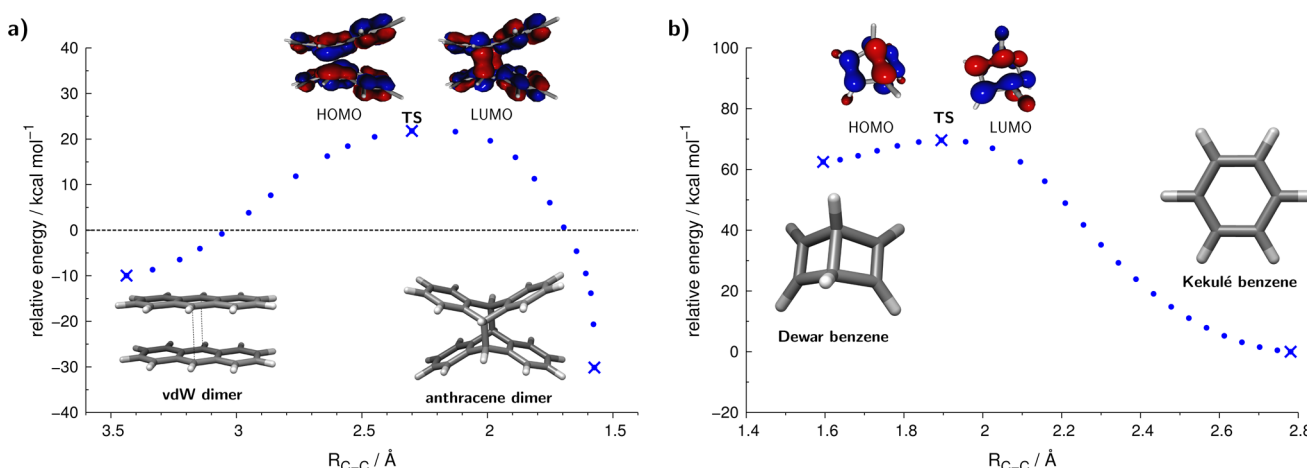 a)
relative energy / kcal mol⁻¹
40
30
20
10
0
−10
−20
−30
−40
3.5
3
2.5
2
1.5
R_C−C / Å
HOMO
TS
LUMO
vdW dimer
anthracene dimer
b)
relative energy / kcal mol⁻¹
100
80
60
40
20
0
−20
1.4
1.6
1.8
2
2.2
2.4
2.6
2.8
R_C−C / Å
HOMO
TS
LUMO
Dewar benzene
Kekulé benzene